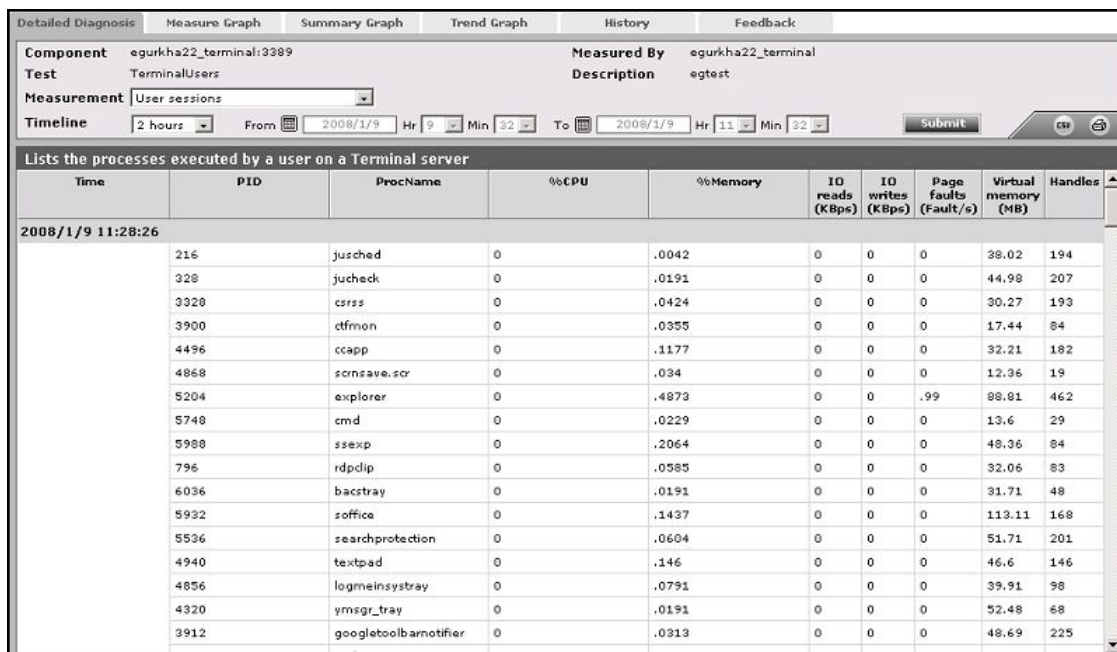 Detailed Diagnosis Measure Graph Summary Graph Trend Graph History Feedback
Component egurkha22_terminal:3389 Measured By egurkha22_terminal
Test TerminalUsers Description egtest
Measurement User sessions
Timeline 2 hours From 2008/1/9 Hr 9 Min 32 To 2008/1/9 Hr 11 Min 32 Submit CSV
Lists the processes executed by a user on a Terminal server
Time PID ProcName %CPU %Memory IO reads (KBps) IO writes (KBps) Page faults (Fault/s) Virtual memory (MB) Handles
2008/1/9 11:28:26
216 jusched 0 .0042 0 0 0 38.02 194
328 jucheck 0 .0191 0 0 0 44.98 207
3328 csrss 0 .0424 0 0 0 30.27 193
3900 ctfmon 0 .0355 0 0 0 17.44 84
4496 ccapp 0 .1177 0 0 0 32.21 182
4868 scrnsave.scr 0 .034 0 0 0 12.36 19
5204 explorer 0 .4873 0 0 .99 88.81 462
5748 cmd 0 .0229 0 0 0 13.6 29
5988 ssexp 0 .2064 0 0 0 48.36 84
796 rdpclip 0 .0585 0 0 0 32.06 83
6036 bacstray 0 .0191 0 0 0 31.71 48
5932 soffice 0 .1437 0 0 0 113.11 168
5536 searchprotection 0 .0604 0 0 0 51.71 201
4940 textpad 0 .146 0 0 0 46.6 146
4856 logmeinsystray 0 .0791 0 0 0 39.91 98
4320 ymsgr_tray 0 .0191 0 0 0 52.48 68
3912 googletoolbarnotifier 0 .0313 0 0 0 48.69 225